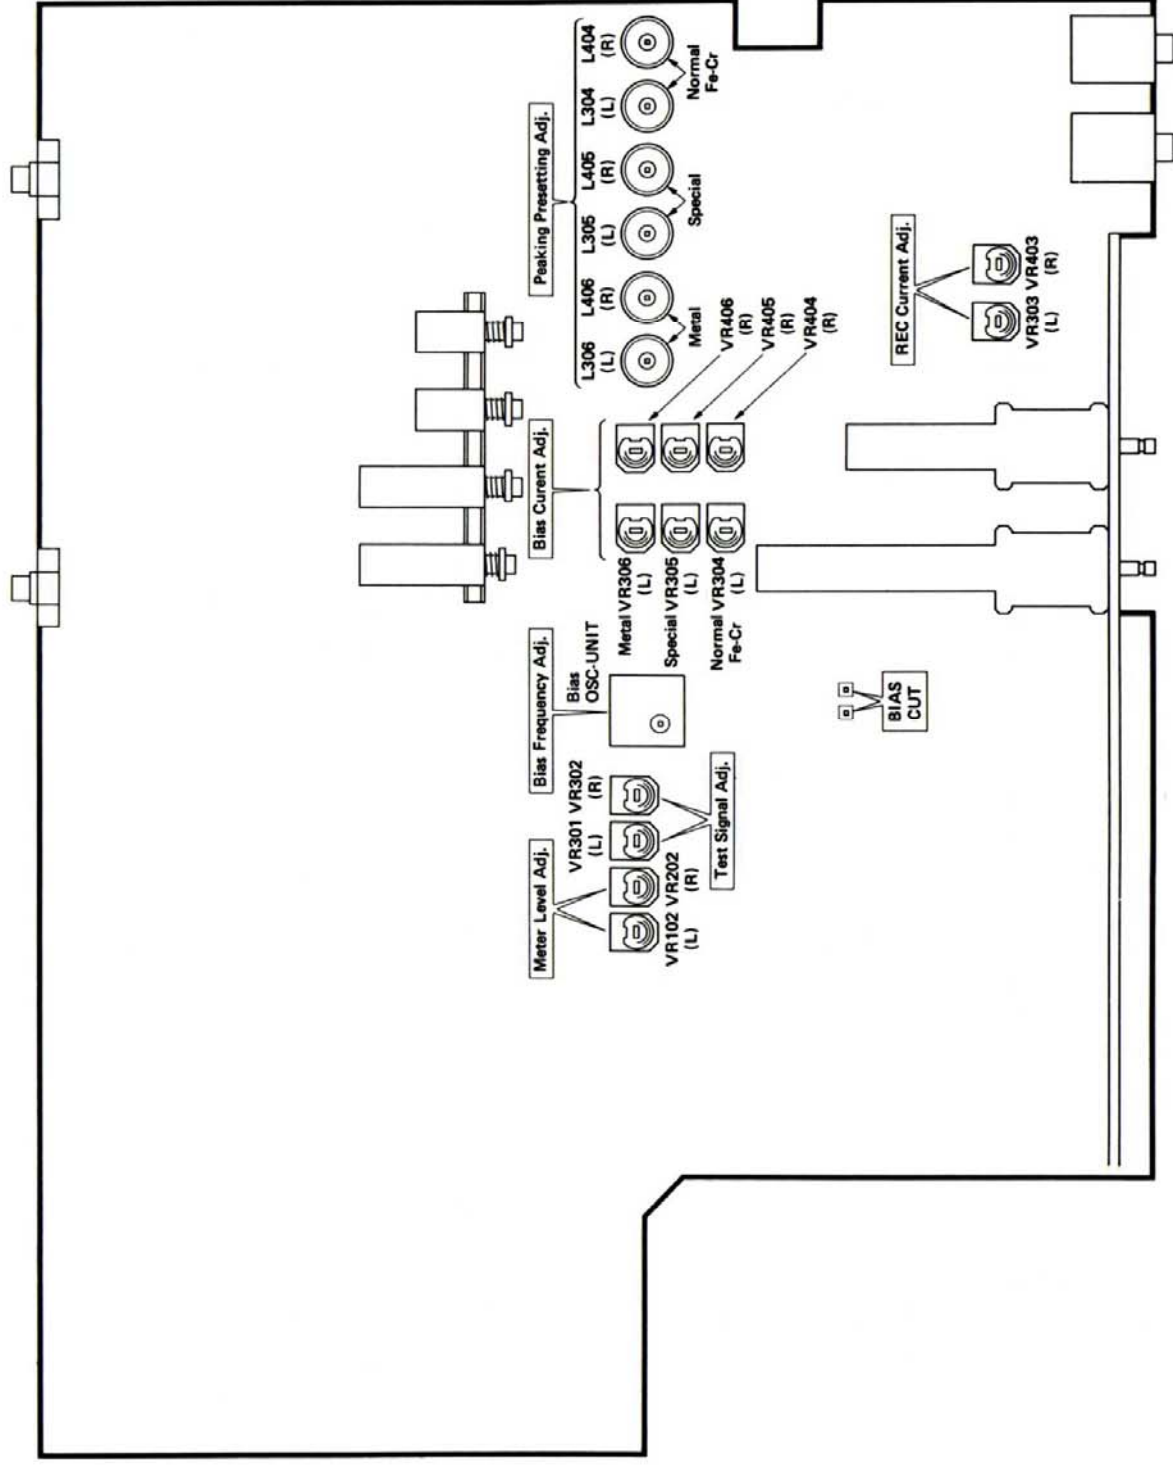 Peaking Presetting Adj.
L306
(L)
L406
(R)
L305
(L)
L405
(R)
L304
(L)
L404
(R)
Metal
Special
Normal
Fe-Cr
Bias Curent Adj.
VR406
(R)
VR405
(R)
VR404
(R)
Metal VR306
(L)
Special VR305
(L)
Normal VR304
Fe-Cr (L)
Bias Frequency Adj.
Bias
OSC-UNIT
Meter Level Adj.
VR301 VR302
(L) (R)
VR102 VR202
(L) (R)
Test Signal Adj.
BIAS
CUT
REC Current Adj.
VR303 VR403
(L) (R)